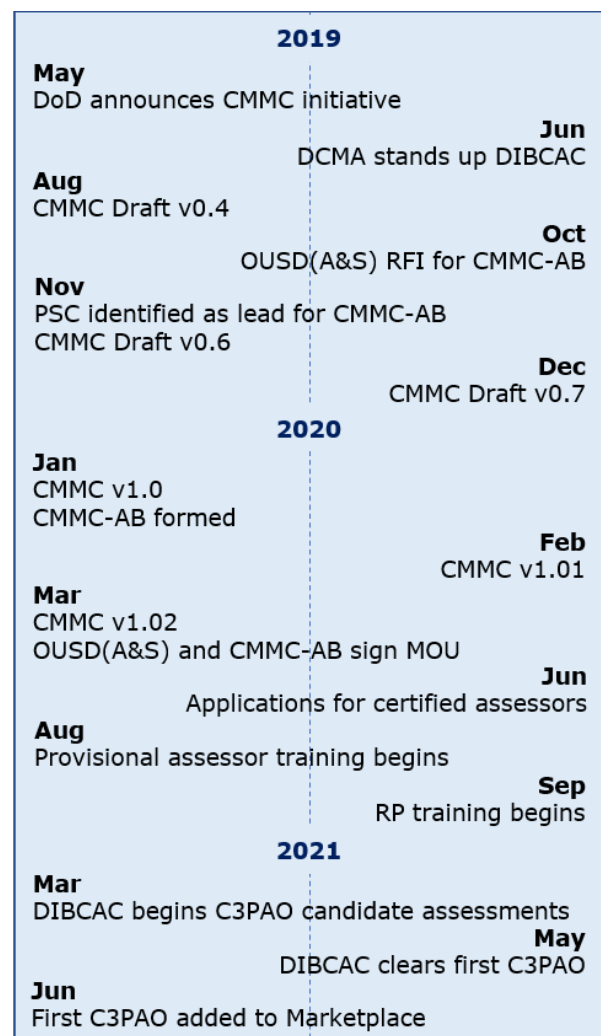 2019
May
DoD announces CMMC initiative
Jun
DCMA stands up DIBCAC
Aug
CMMC Draft v0.4
Oct
OUSD(A&S) RFI for CMMC-AB
Nov
PSC identified as lead for CMMC-AB
CMMC Draft v0.6
Dec
CMMC Draft v0.7
2020
Jan
CMMC v1.0
CMMC-AB formed
Feb
CMMC v1.01
Mar
CMMC v1.02
OUSD(A&S) and CMMC-AB sign MOU
Jun
Applications for certified assessors
Aug
Provisional assessor training begins
Sep
RP training begins
2021
Mar
DIBCAC begins C3PAO candidate assessments
May
DIBCAC clears first C3PAO
Jun
First C3PAO added to Marketplace